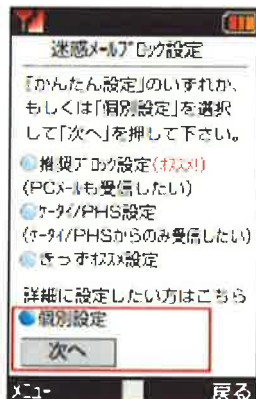 迷惑メールブロック設定
「かんたん設定」のいずれか、
もしくは「個別設定」を選択
して「次へ」を押して下さい。
推奨ブロック設定(オススメ!)
(PCメールも受信したい)
ケータイ/PHS設定
(ケータイ/PHSからのみ受信したい)
きっずオススメ設定
詳細に設定したい方はこちら
個別設定
次へ
メニュー
戻る